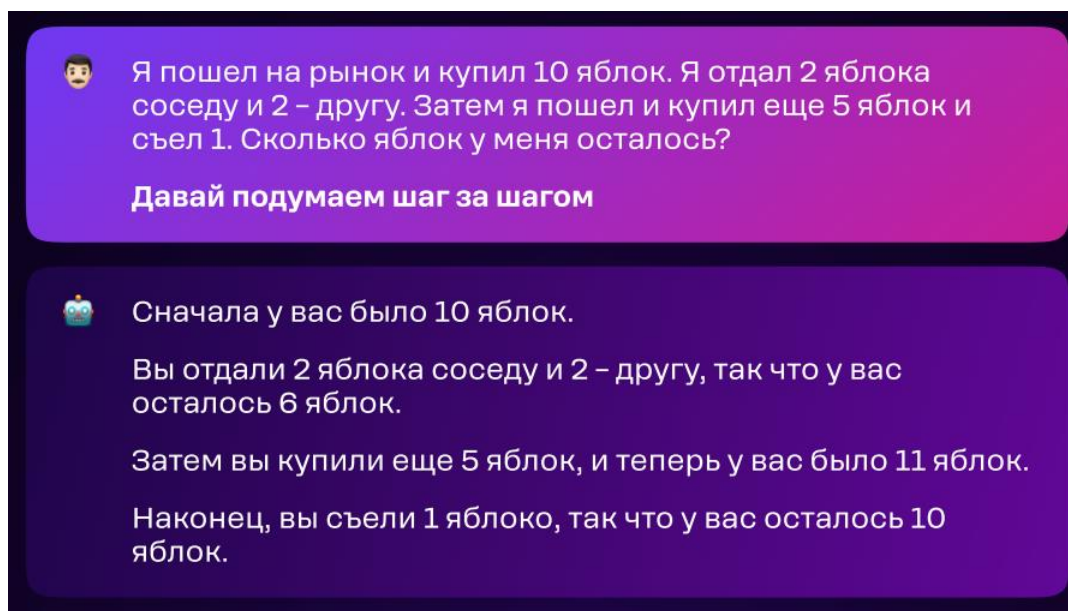 Я пошел на рынок и купил 10 яблок. Я отдал 2 яблока
соседу и 2 – другу. Затем я пошел и купил еще 5 яблок и
съел 1. Сколько яблок у меня осталось?
Давай подумаем шаг за шагом
Сначала у вас было 10 яблок.
Вы отдали 2 яблока соседу и 2 – другу, так что у вас
осталось 6 яблок.
Затем вы купили еще 5 яблок, и теперь у вас было 11 яблок.
Наконец, вы съели 1 яблоко, так что у вас осталось 10
яблок.